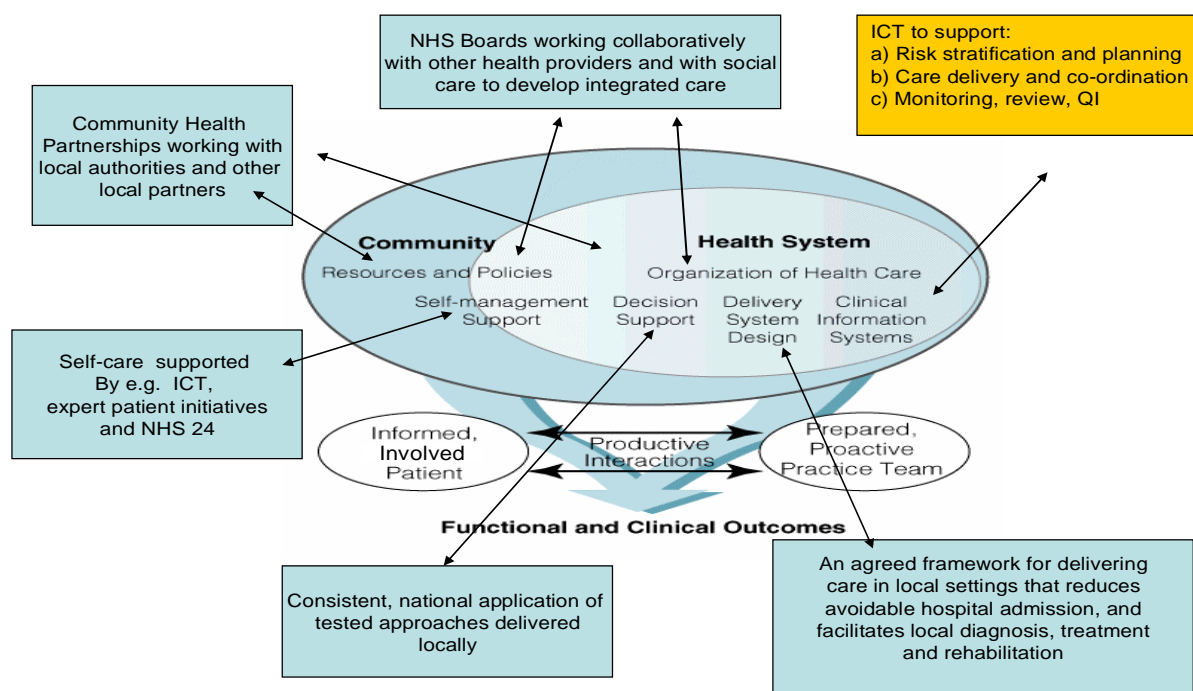 NHS Boards working collaboratively
with other health providers and with social
care to develop integrated care
ICT to support:
a) Risk stratification and planning
b) Care delivery and co-ordination
c) Monitoring, review, QI
Community Health
Partnerships working with
local authorities and other
local partners
Community
Resources and Policies
Self-management
Support
Health System
Organization of Health Care
Decision
Support
Delivery
System
Design
Clinical
Information
Systems
Self-care supported
By e.g. ICT,
expert patient initiatives
and NHS 24
Informed,
Involved
Patient
Productive
Interactions
Prepared,
Proactive
Practice Team
Functional and Clinical Outcomes
Consistent, national application of
tested approaches delivered
locally
An agreed framework for delivering
care in local settings that reduces
avoidable hospital admission, and
facilitates local diagnosis, treatment
and rehabilitation